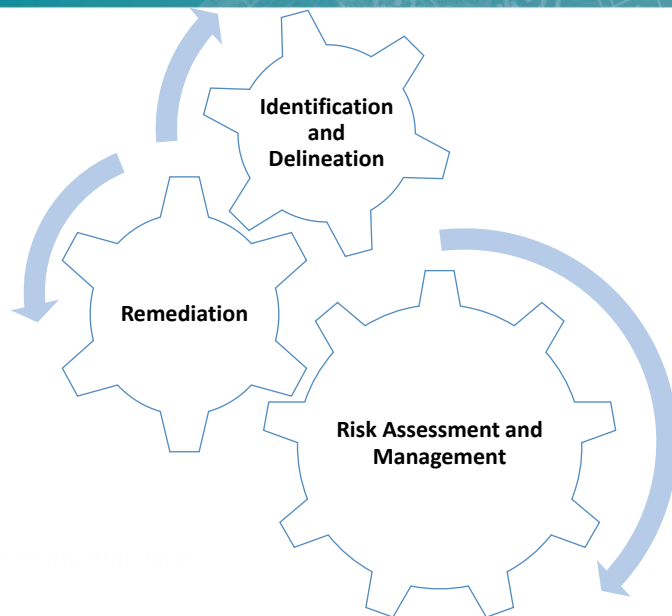 Identification
and
Delineation
Remediation
Risk Assessment and
Management